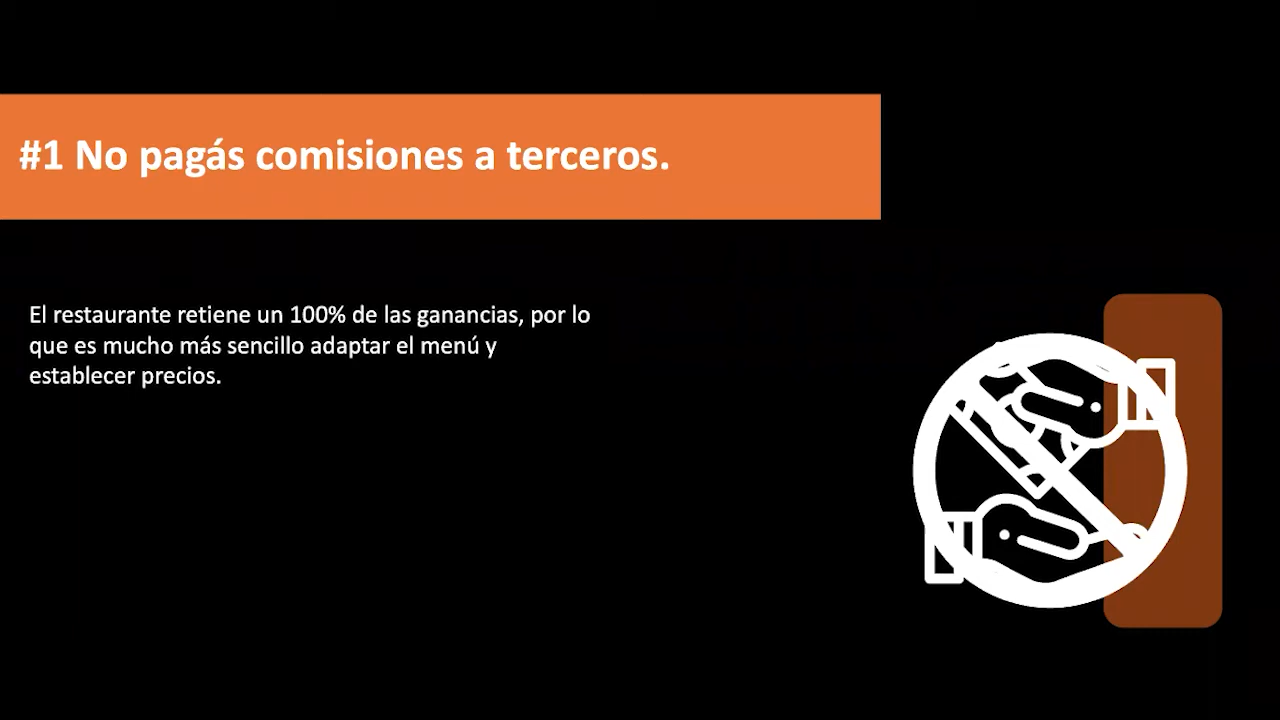 #1 No pagás comisiones a terceros.
El restaurante retiene un 100% de las ganancias, por lo
que es mucho más sencillo adaptar el menú y
establecer precios.